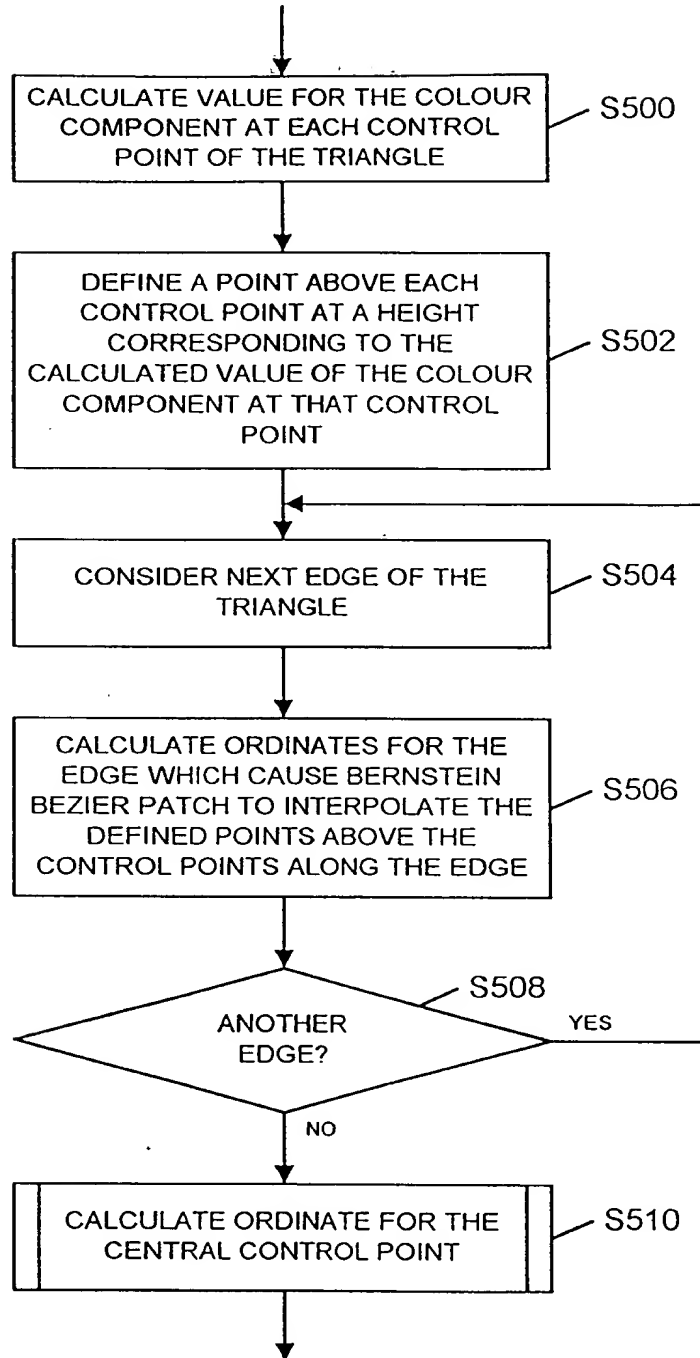 CALCULATE VALUE FOR THE COLOUR
COMPONENT AT EACH CONTROL
POINT OF THE TRIANGLE
S500
DEFINE A POINT ABOVE EACH
CONTROL POINT AT A HEIGHT
CORRESPONDING TO THE
CALCULATED VALUE OF THE COLOUR
COMPONENT AT THAT CONTROL
POINT
S502
CONSIDER NEXT EDGE OF THE
TRIANGLE
S504
CALCULATE ORDINATES FOR THE
EDGE WHICH CAUSE BERNSTEIN
BEZIER PATCH TO INTERPOLATE THE
DEFINED POINTS ABOVE THE
CONTROL POINTS ALONG THE EDGE
S506
S508
ANOTHER
EDGE?
YES
NO
CALCULATE ORDINATE FOR THE
CENTRAL CONTROL POINT
S510